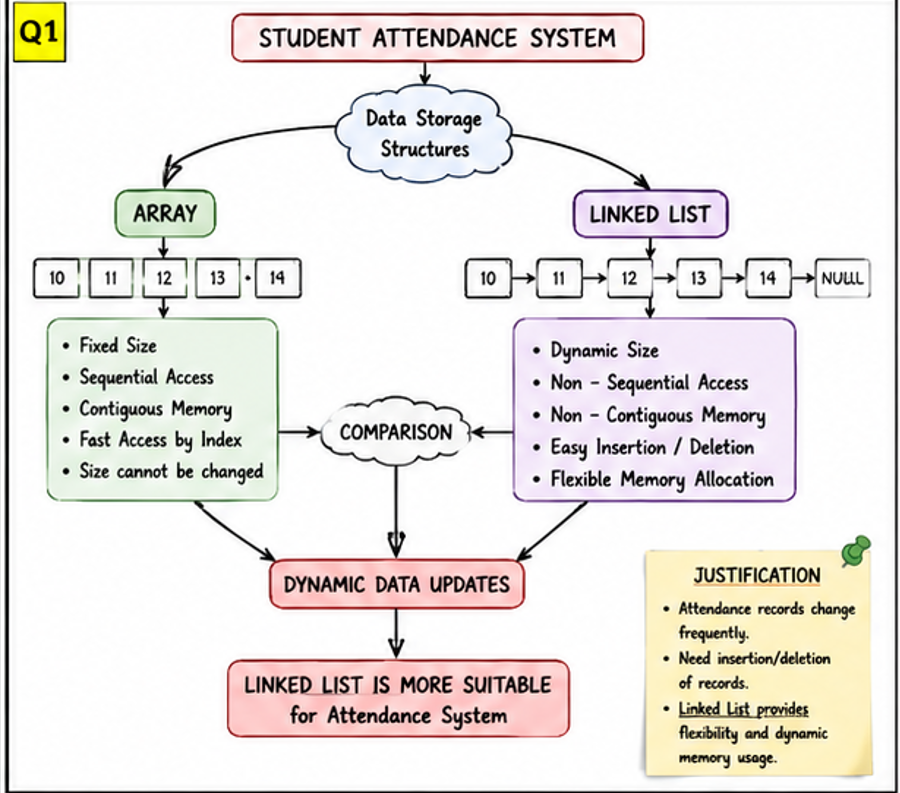 Q1
STUDENT ATTENDANCE SYSTEM
Data Storage
Structures
ARRAY
LINKED LIST
10 11 12 13 · 14
10 11 12 13 14 NULLL
• Fixed Size
• Sequential Access
• Contiguous Memory
• Fast Access by Index
• Size cannot be changed
COMPARISON
• Dynamic Size
• Non - Sequential Access
• Non - Contiguous Memory
• Easy Insertion / Deletion
• Flexible Memory Allocation
DYNAMIC DATA UPDATES
LINKED LIST IS MORE SUITABLE
for Attendance System
JUSTIFICATION
• Attendance records change
frequently.
• Need insertion/deletion
of records.
• Linked List provides
flexibility and dynamic
memory usage.